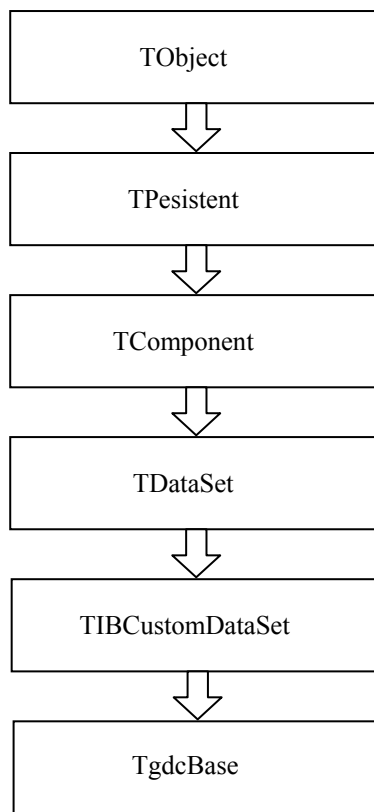 TObject
TPesistent
TComponent
TDataSet
TIBCustomDataSet
TgdcBase